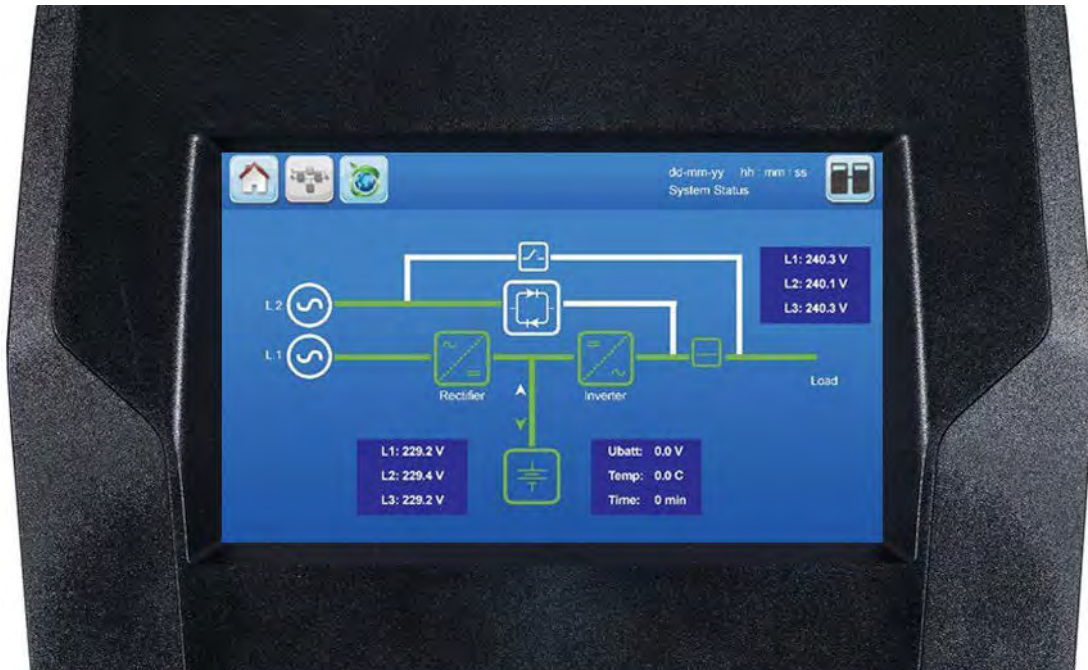 dd-mm-yy hh : mm : ss
System Status
L1: 240.3 V
L2: 240.1 V
L3: 240.3 V
L2
L1
Load
Rectifier
Inverter
L1: 229.2 V
L2: 229.4 V
L3: 229.2 V
Ubatt: 0.0 V
Temp: 0.0 C
Time: 0 min